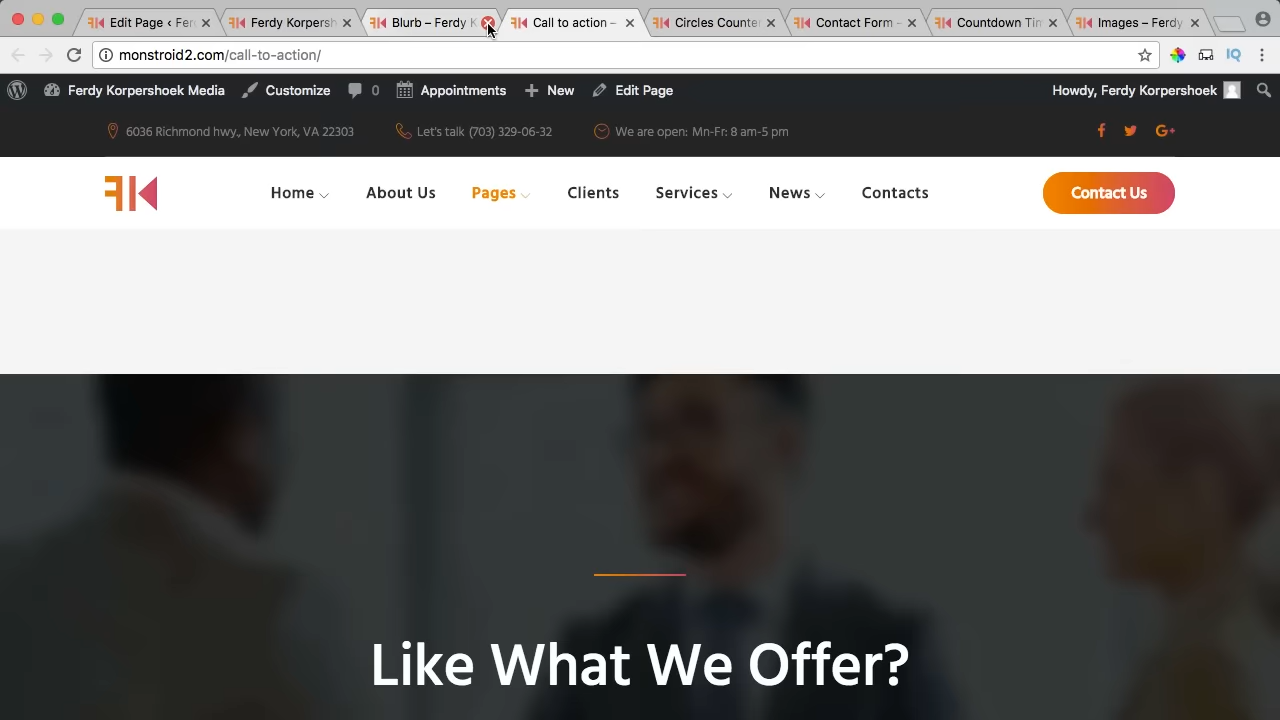 Edit Page ‹ Fer
Ferdy Korpersh
Blurb – Ferdy K
Call to action –
Circles Counter
Contact Form –
Countdown Tim
Images – Ferdy
monstroid2.com/call-to-action/
Ferdy Korpershoek Media
Customize
0
Appointments
New
Edit Page
Howdy, Ferdy Korpershoek
6036 Richmond hwy., New York, VA 22303
Let's talk (703) 329-06-32
We are open: Mn-Fr: 8 am-5 pm
Home
About Us
Pages
Clients
Services
News
Contacts
Contact Us
Like What We Offer?